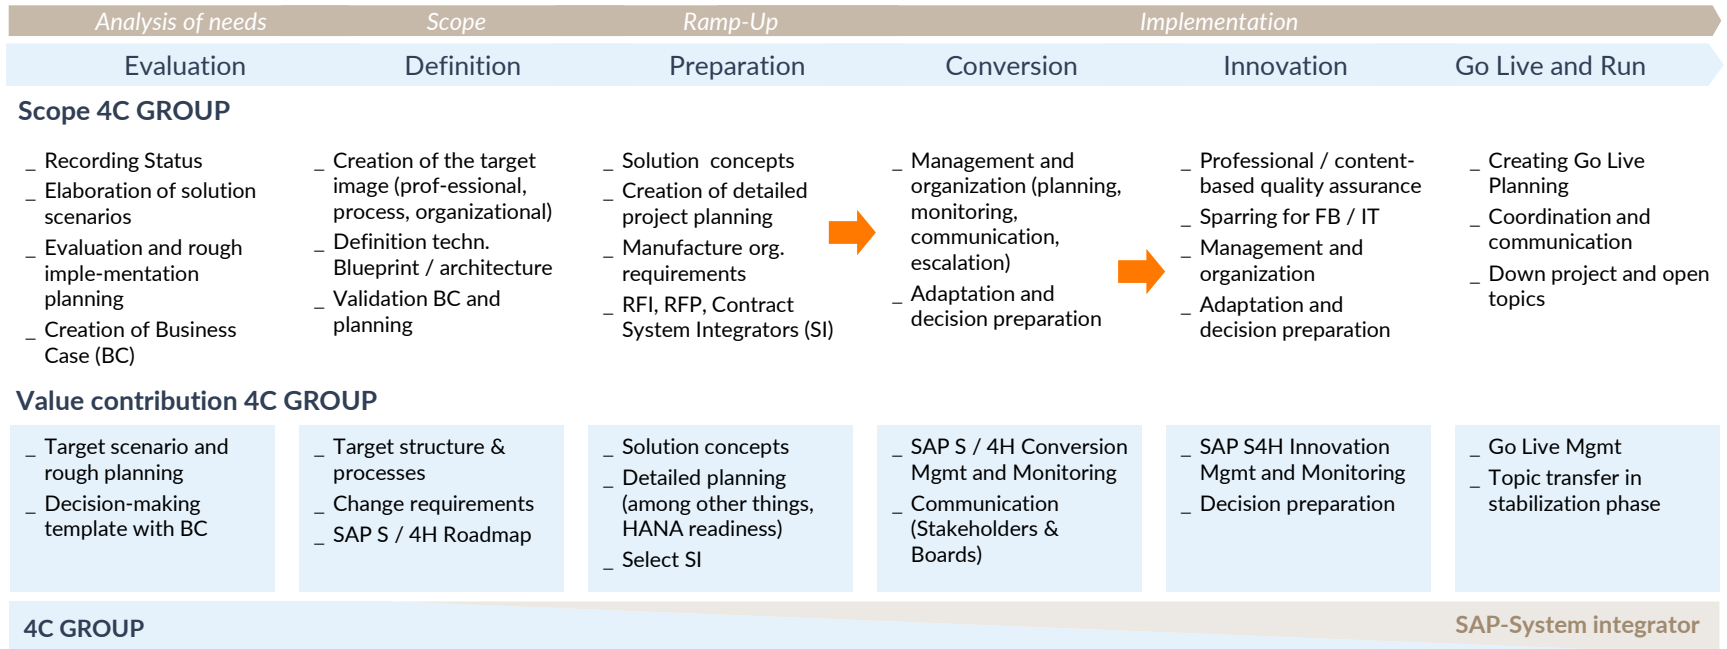 Analysis of needs
Scope
Ramp-Up
Implementation
Evaluation
Definition
Preparation
Conversion
Innovation
Go Live and Run
Scope 4C GROUP
_ Recording Status
_ Elaboration of solution
scenarios
_ Evaluation and rough
imple-mentation
planning
_ Creation of Business
Case (BC)
_ Creation of the target
image (prof-essional,
process, organizational)
_ Definition techn.
Blueprint / architecture
_ Validation BC and
planning
_ Solution concepts
_ Creation of detailed
project planning
_ Manufacture org.
requirements
_ RFI, RFP, Contract
System Integrators (SI)
_ Management and
organization (planning,
monitoring,
communication,
escalation)
_ Adaptation and
decision preparation
_ Professional / content-
based quality assurance
_ Sparring for FB / IT
_ Management and
organization
_ Adaptation and
decision preparation
_ Creating Go Live
Planning
_ Coordination and
communication
_ Down project and open
topics
Value contribution 4C GROUP
_ Target scenario and
rough planning
_ Decision-making
template with BC
_ Target structure &
processes
_ Change requirements
_ SAP S / 4H Roadmap
_ Solution concepts
_ Detailed planning
(among other things,
HANA readiness)
_ Select SI
_ SAP S / 4H Conversion
Mgmt and Monitoring
_ Communication
(Stakeholders &
Boards)
_ SAP S4H Innovation
Mgmt and Monitoring
_ Decision preparation
_ Go Live Mgmt
_ Topic transfer in
stabilization phase
4C GROUP
SAP-System integrator